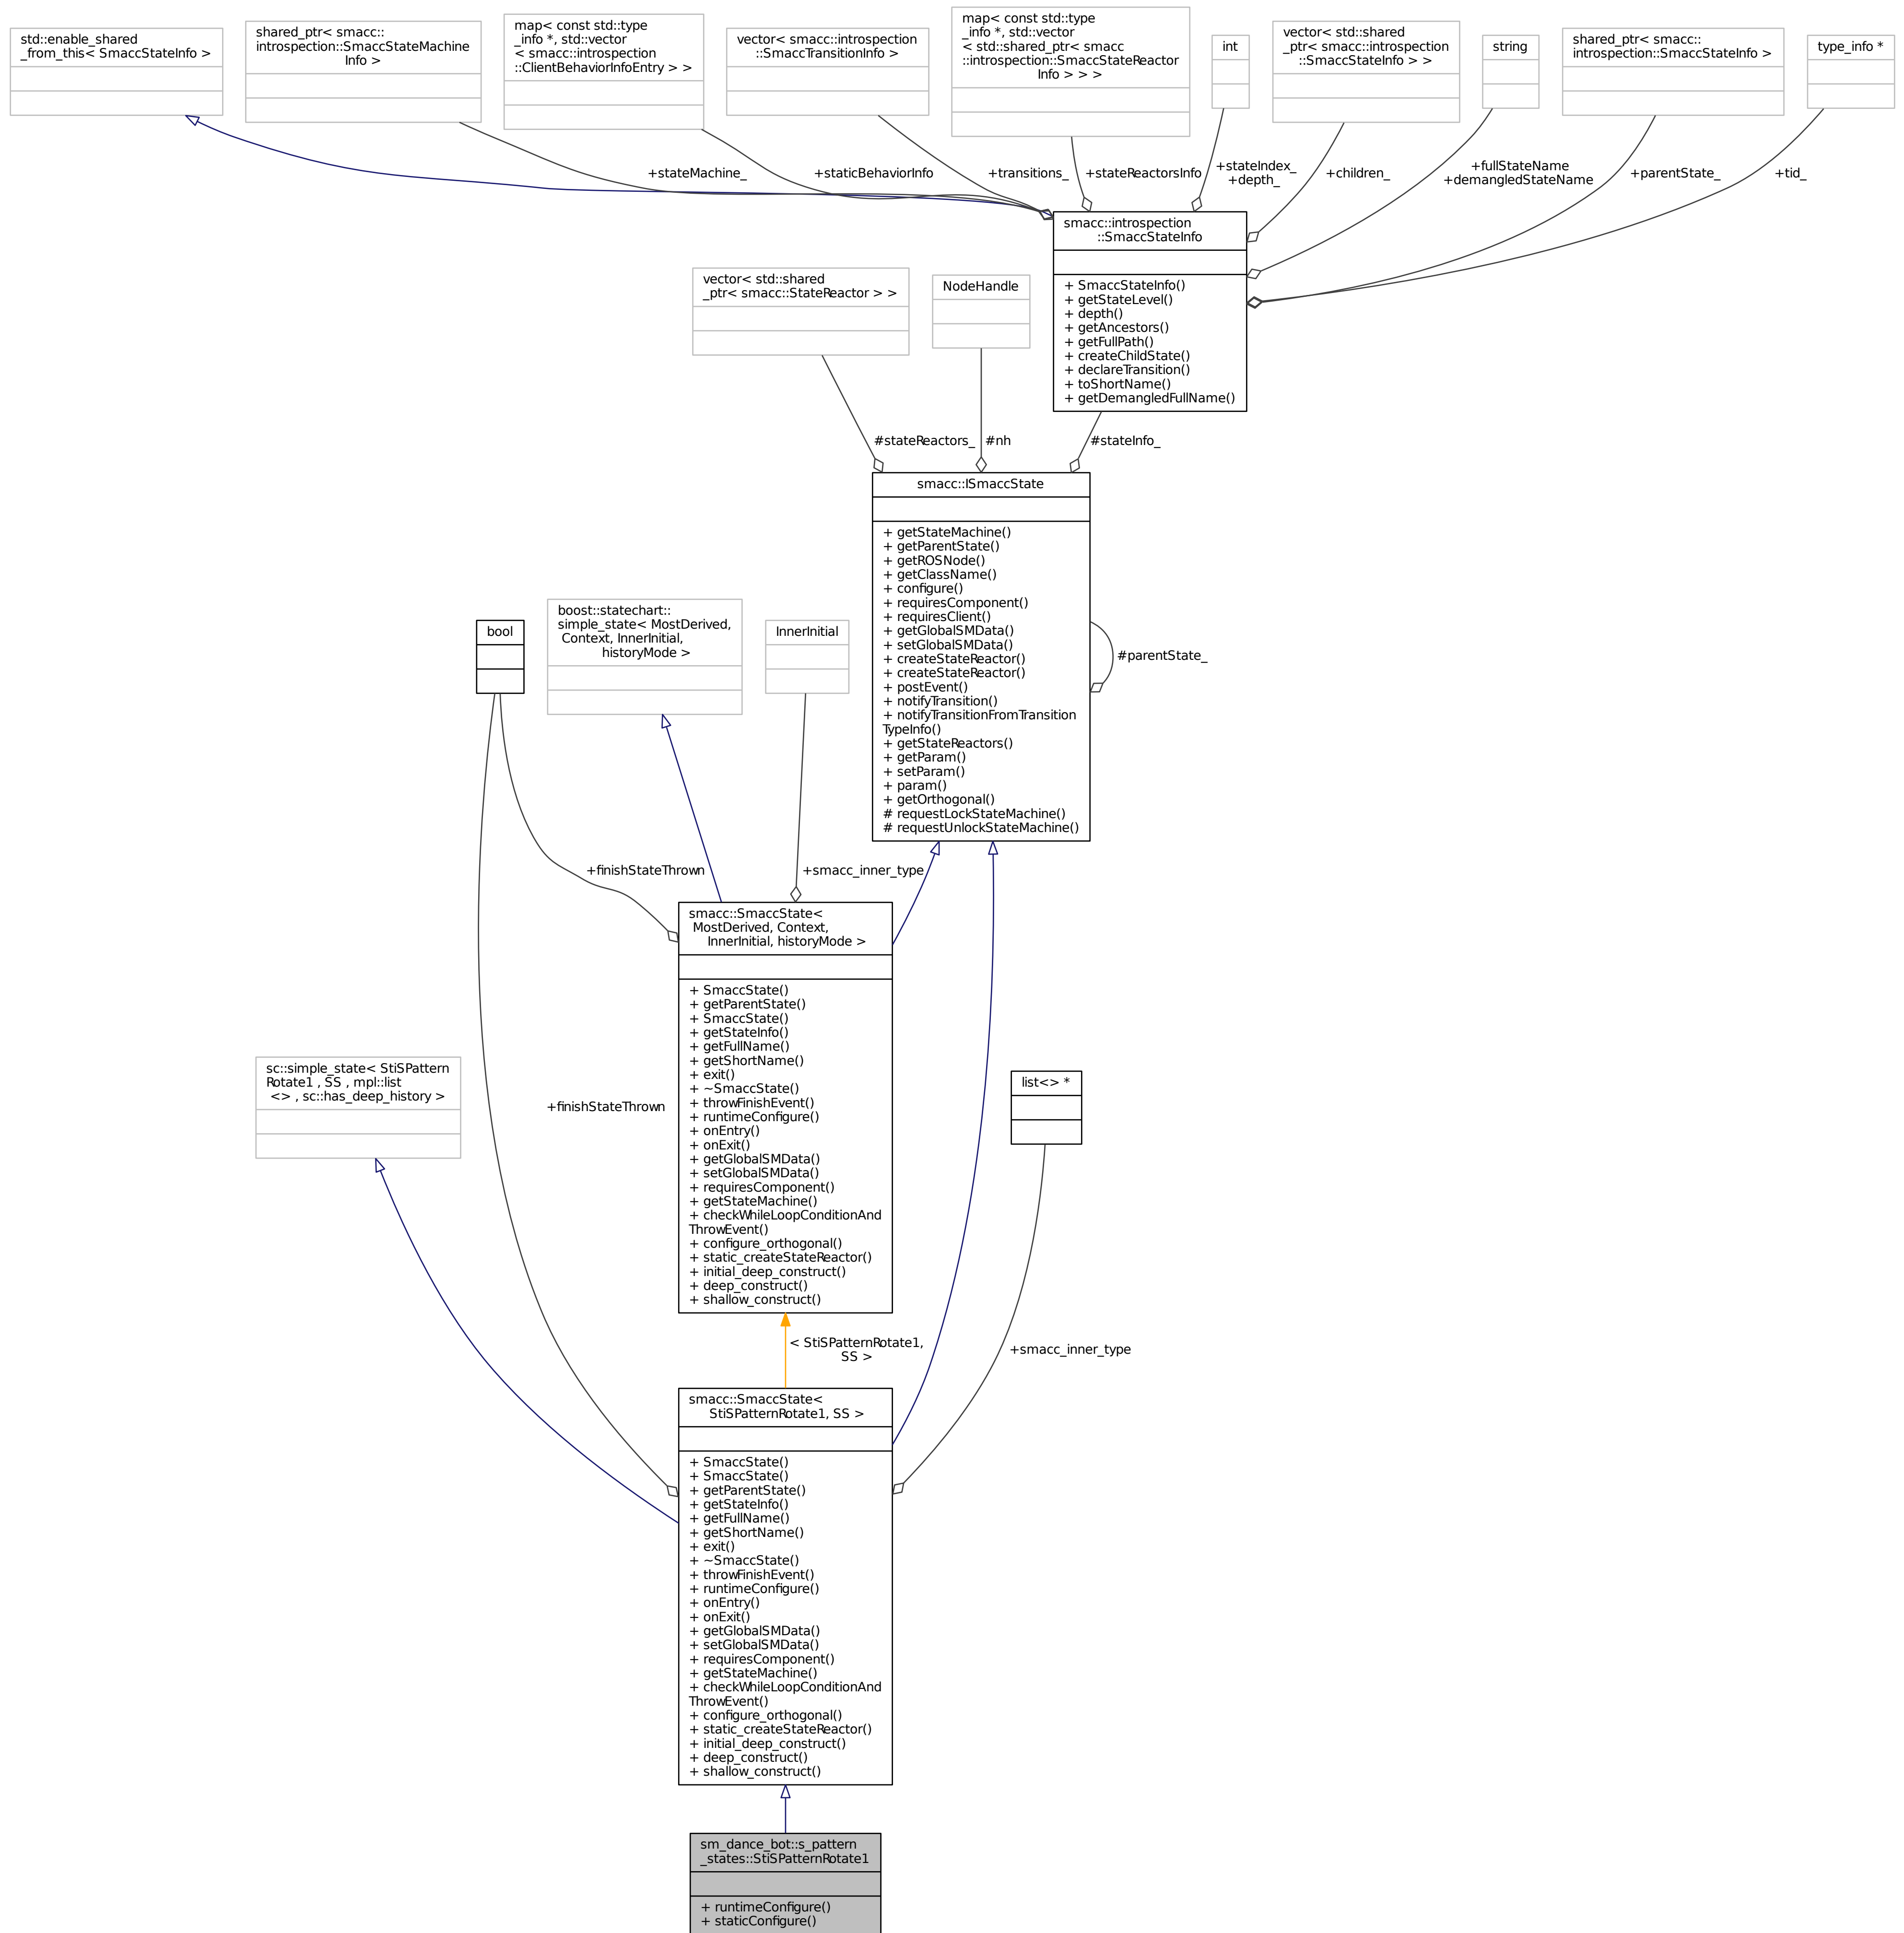 std::enable_shared
_from_this< SmaccStateInfo >
shared_ptr< smacc::
introspection::SmaccStateMachine
Info >
map< const std::type
_info *, std::vector
< smacc::introspection
::ClientBehaviorInfoEntry > >
vector< smacc::introspection
::SmaccTransitionInfo >
map< const std::type
_info *, std::vector
< std::shared_ptr< smacc
::introspection::SmaccStateReactor
Info > > >
int
vector< std::shared
_ptr< smacc::introspection
::SmaccStateInfo > >
string
shared_ptr< smacc::
introspection::SmaccStateInfo >
type_info *
+stateMachine_
+staticBehaviorInfo
+transitions_
+stateReactorsInfo
+stateIndex_
+depth_
+children_
+fullStateName
+demangledStateName
+parentState_
+tid_
smacc::introspection
::SmaccStateInfo
+ SmaccStateInfo()
+ getStateLevel()
+ depth()
+ getAncestors()
+ getFullPath()
+ createChildState()
+ declareTransition()
+ toShortName()
+ getDemangledFullName()
vector< std::shared
_ptr< smacc::StateReactor > >
NodeHandle
#stateReactors_
#nh
#stateInfo_
smacc::ISmaccState
+ getStateMachine()
+ getParentState()
+ getROSNode()
+ getClassName()
+ configure()
+ requiresComponent()
+ requiresClient()
+ getGlobalSMData()
+ setGlobalSMData()
+ createStateReactor()
+ createStateReactor()
+ postEvent()
+ notifyTransition()
+ notifyTransitionFromTransition
TypeInfo()
+ getStateReactors()
+ getParam()
+ setParam()
+ param()
+ getOrthogonal()
# requestLockStateMachine()
# requestUnlockStateMachine()
#parentState_
bool
boost::statechart::
simple_state< MostDerived,
Context, InnerInitial,
historyMode >
InnerInitial
+finishStateThrown
+smacc_inner_type
smacc::SmaccState<
MostDerived, Context,
InnerInitial, historyMode >
+ SmaccState()
+ getParentState()
+ SmaccState()
+ getStateInfo()
+ getFullName()
+ getShortName()
+ exit()
+ ~SmaccState()
+ throwFinishEvent()
+ runtimeConfigure()
+ onEntry()
+ onExit()
+ getGlobalSMData()
+ setGlobalSMData()
+ requiresComponent()
+ getStateMachine()
+ checkWhileLoopConditionAnd
ThrowEvent()
+ configure_orthogonal()
+ static_createStateReactor()
+ initial_deep_construct()
+ deep_construct()
+ shallow_construct()
sc::simple_state< StiSPattern
Rotate1 , SS , mpl::list
<> , sc::has_deep_history >
+finishStateThrown
list<> *
< StiSPatternRotate1,
SS >
+smacc_inner_type
smacc::SmaccState<
StiSPatternRotate1, SS >
+ SmaccState()
+ SmaccState()
+ getParentState()
+ getStateInfo()
+ getFullName()
+ getShortName()
+ exit()
+ ~SmaccState()
+ throwFinishEvent()
+ runtimeConfigure()
+ onEntry()
+ onExit()
+ getGlobalSMData()
+ setGlobalSMData()
+ requiresComponent()
+ getStateMachine()
+ checkWhileLoopConditionAnd
ThrowEvent()
+ configure_orthogonal()
+ static_createStateReactor()
+ initial_deep_construct()
+ deep_construct()
+ shallow_construct()
sm_dance_bot::s_pattern
_states::StiSPatternRotate1
+ runtimeConfigure()
+ staticConfigure()